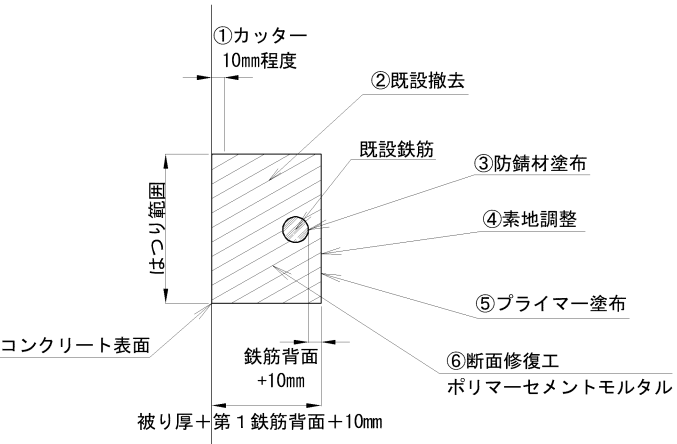 ①カッター
10mm程度
②既設撤去
既設鉄筋
③防錆材塗布
はつり範囲
④素地調整
⑤プライマー塗布
コンクリート表面
鉄筋背面
+10mm
⑥断面修復工
ポリマーセメントモルタル
被り厚＋第１鉄筋背面＋10mm